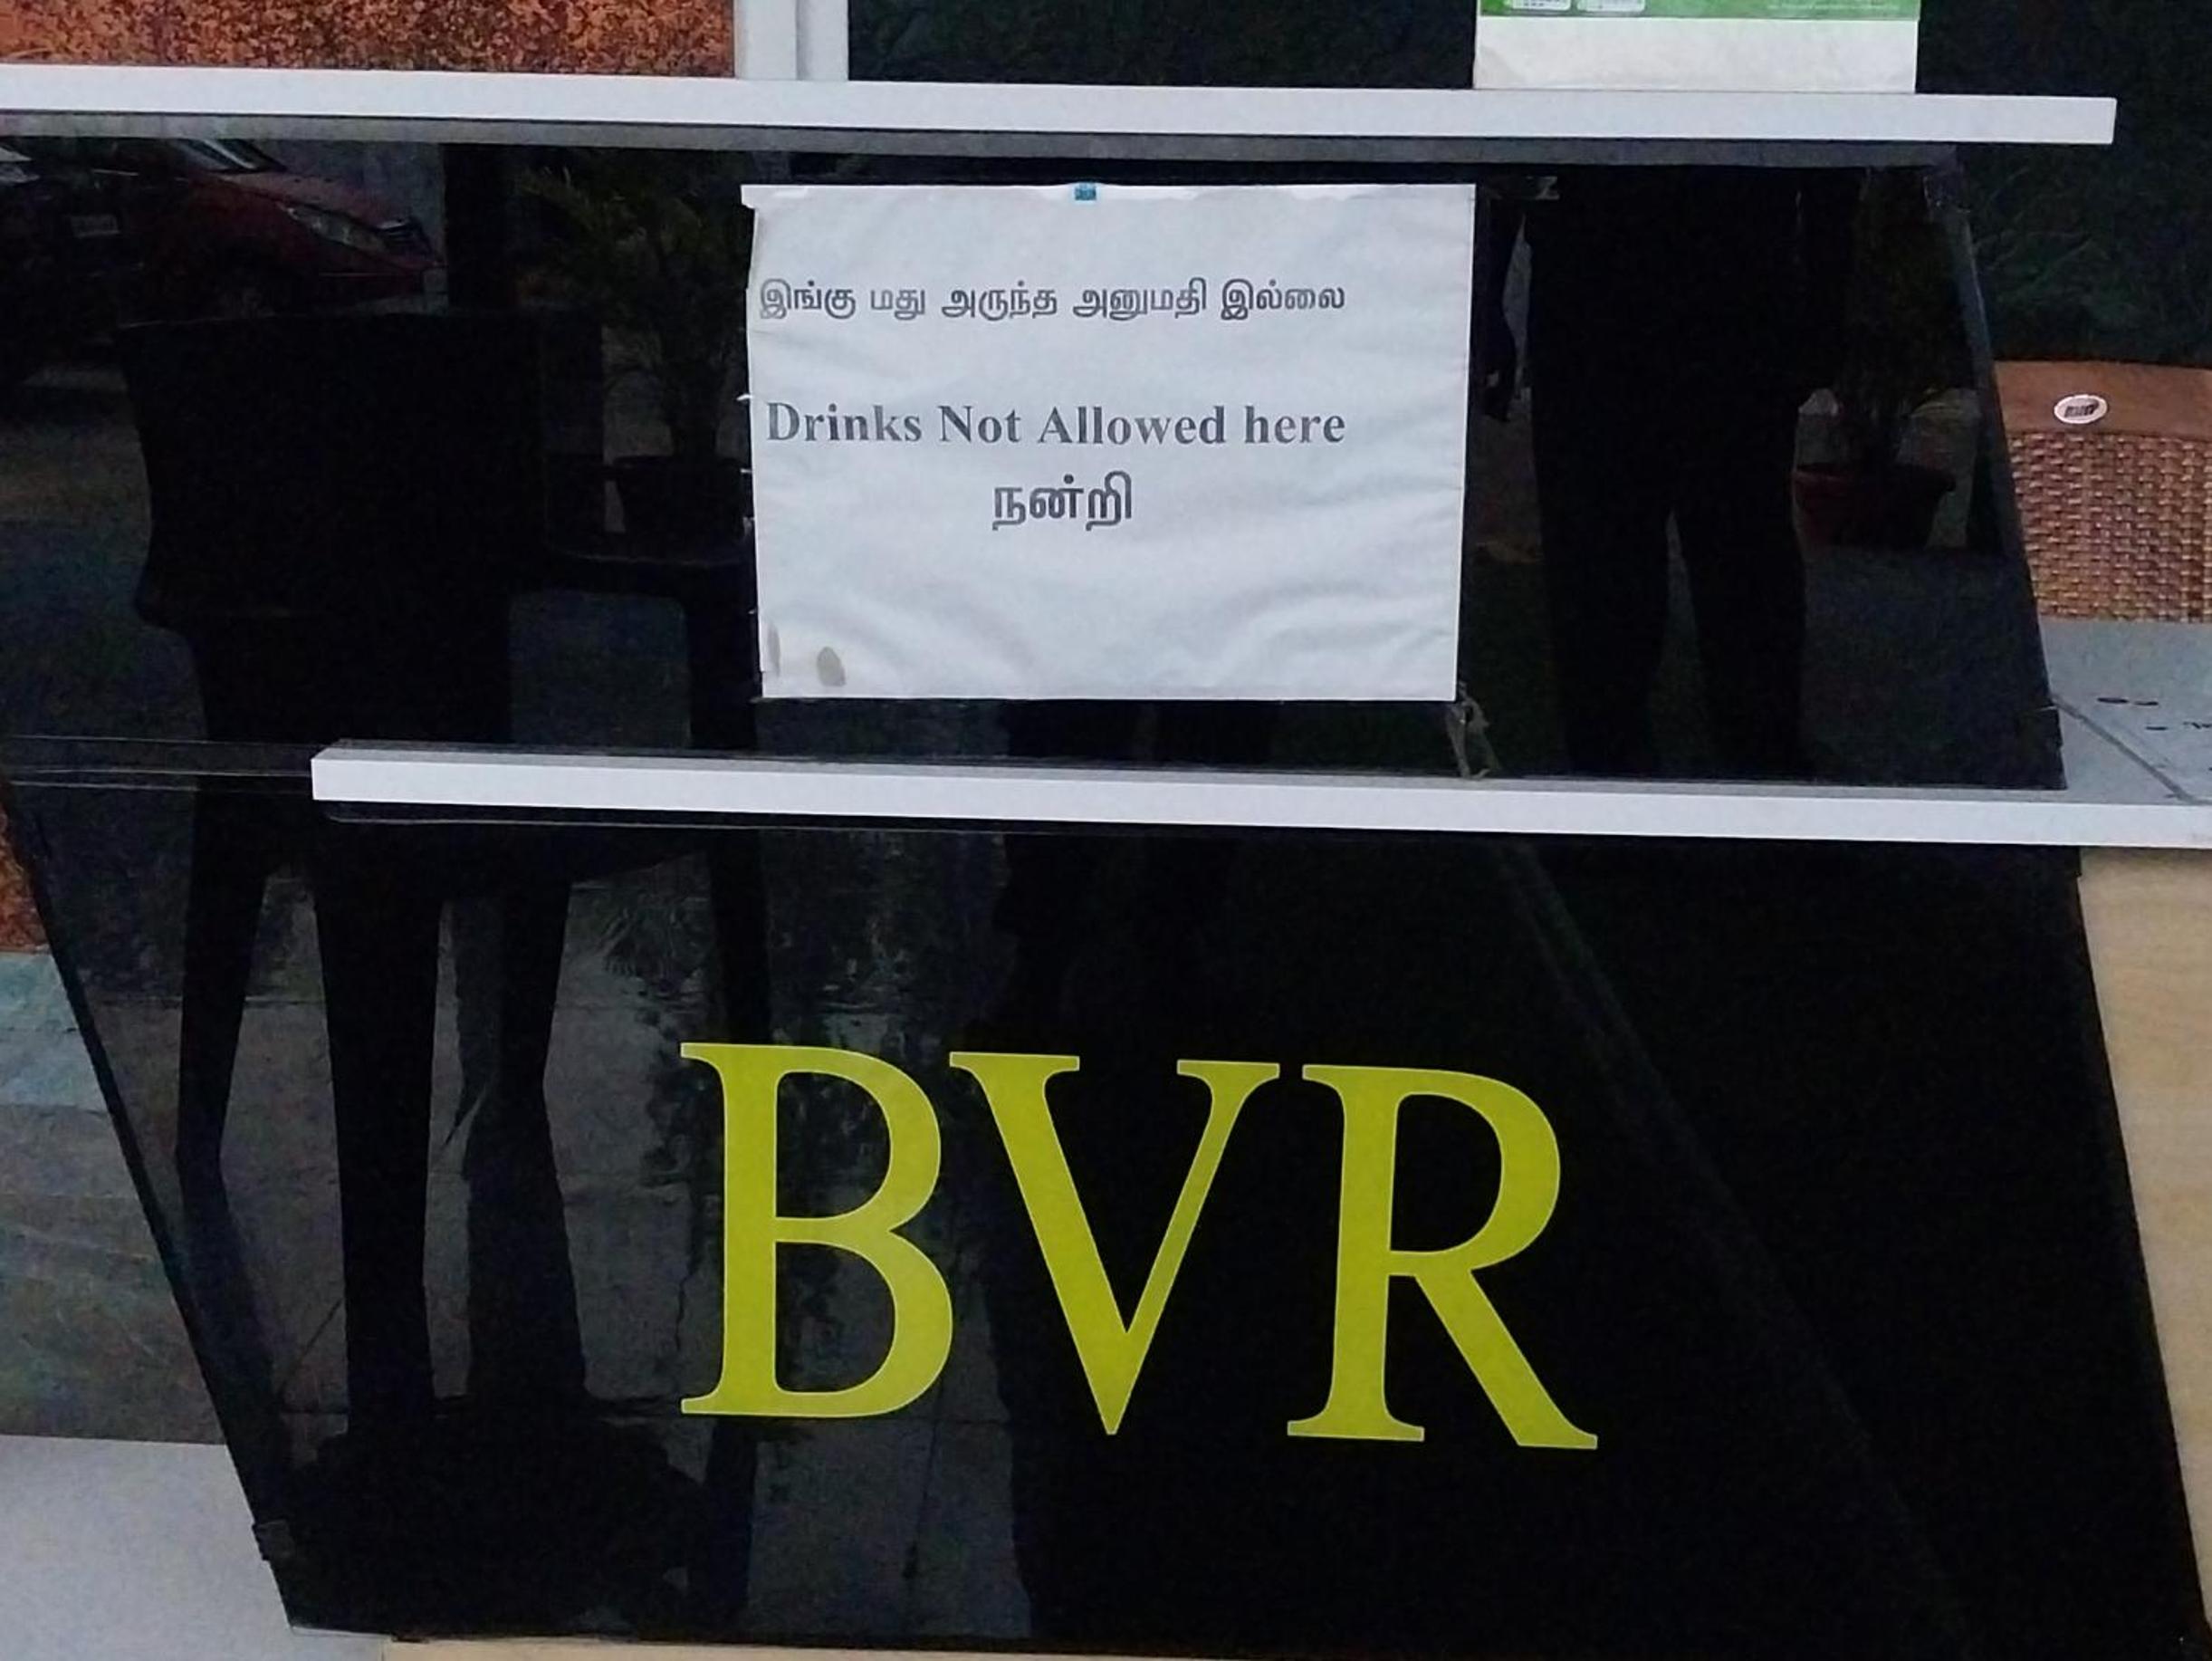 இங்கு மது அருந்த அனுமதி இல்லை
Drinks Not Allowed here
நன்றி
BVR